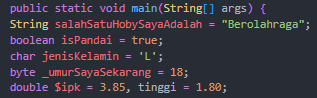 public static void main(String[] args) {
String salahSatuHobySayaAdalah = "Berolahraga";
boolean isPandai = true;
char jenisKelamin = 'L';
byte _umurSayaSekarang = 18;
double $ipk = 3.85, tinggi = 1.80;